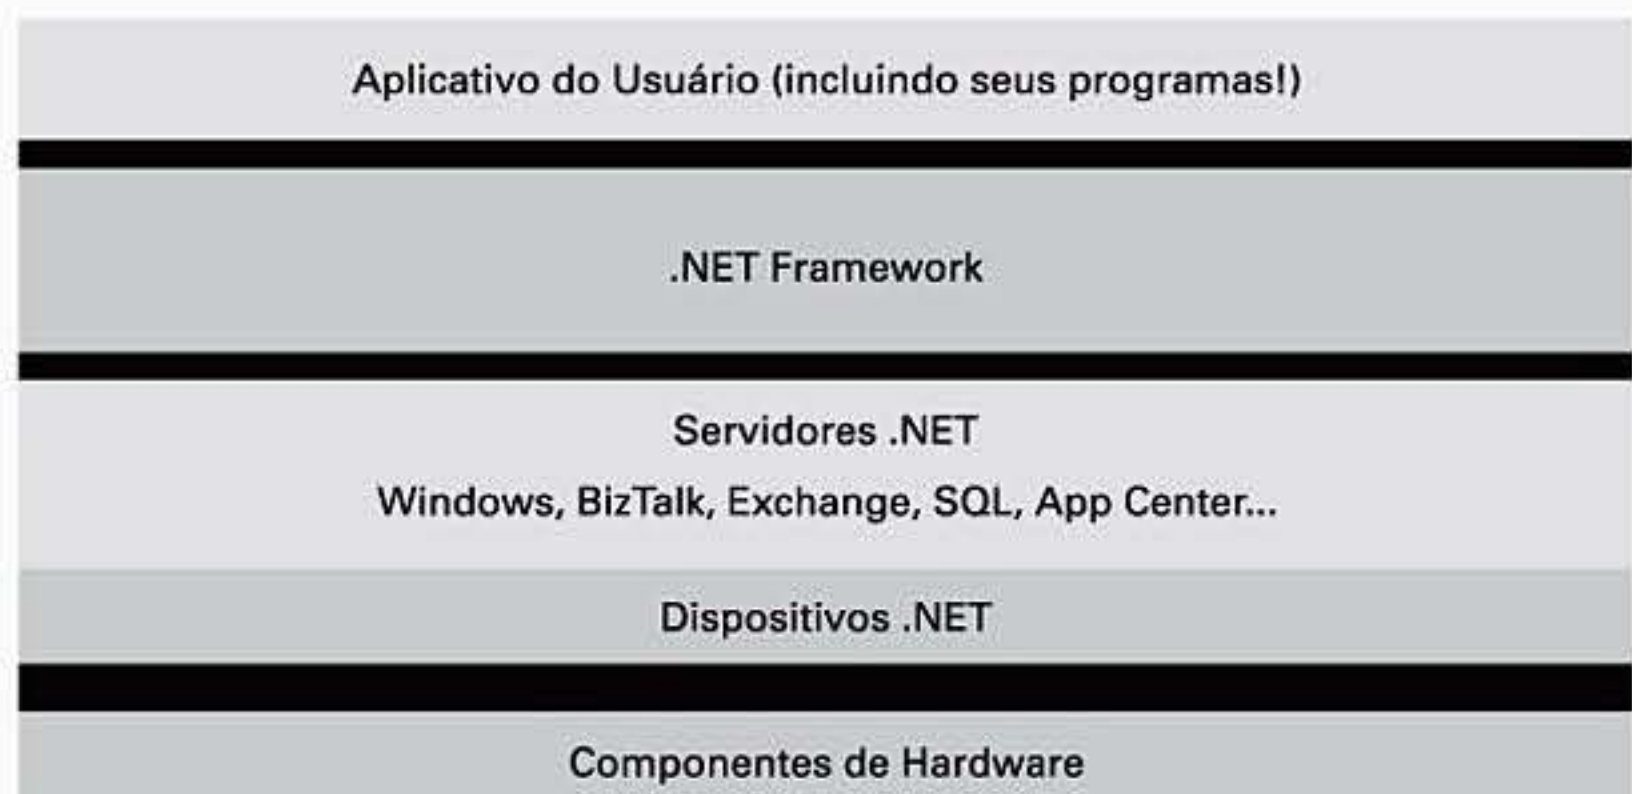 Aplicativo do Usuário (incluindo seus programas!)
.NET Framework
Servidores .NET
Windows, BizTalk, Exchange, SQL, App Center...
Dispositivos .NET
Componentes de Hardware